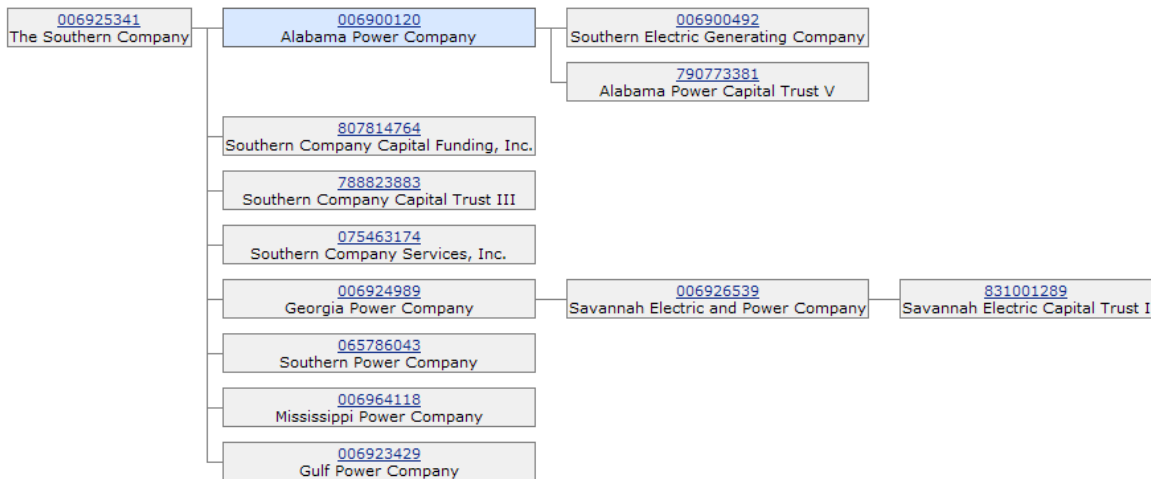 006925341
The Southern Company
006900120
Alabama Power Company
006900492
Southern Electric Generating Company
790773381
Alabama Power Capital Trust V
807814764
Southern Company Capital Funding, Inc.
788823883
Southern Company Capital Trust III
075463174
Southern Company Services, Inc.
006924989
Georgia Power Company
006926539
Savannah Electric and Power Company
831001289
Savannah Electric Capital Trust I
065786043
Southern Power Company
006964118
Mississippi Power Company
006923429
Gulf Power Company